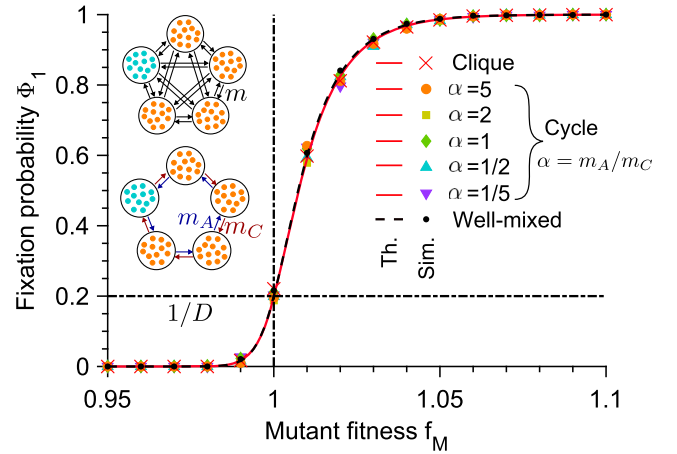 Fixation probability Φ1
1
0.8
0.6
0.4
0.2
0
0.95
1
1.05
1.1
Mutant fitness fM
1/D
m
mA/mC
Clique
α=5
α=2
α=1
α=1/2
α=1/5
Well-mixed
Cycle
α = mA/mC
Th.
Sim.